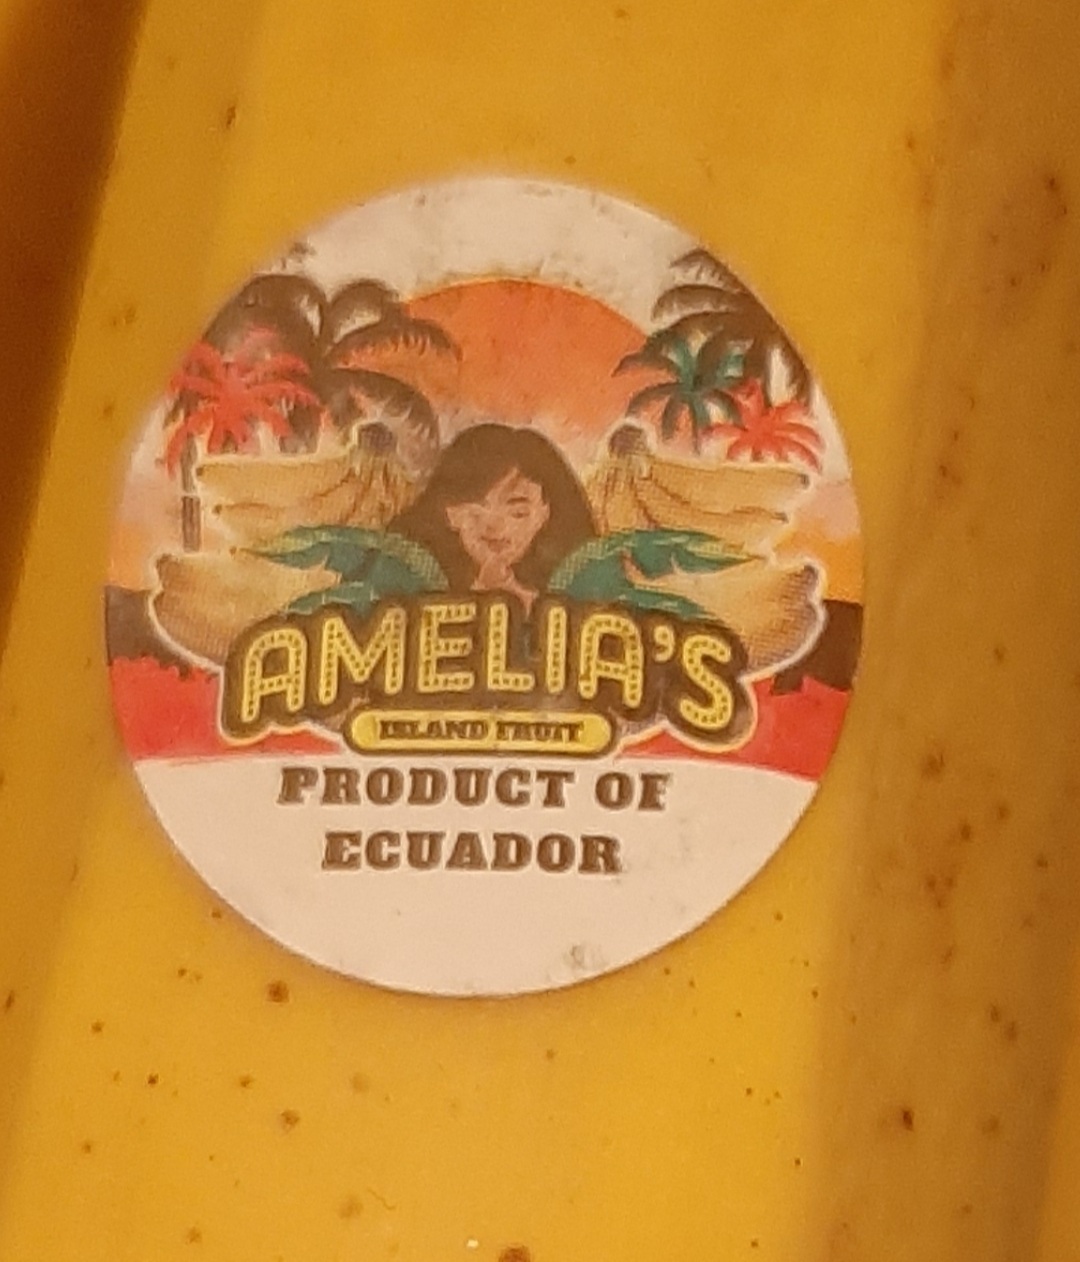 AMELIA'S
ISLAND FRUIT
PRODUCT OF
ECUADOR